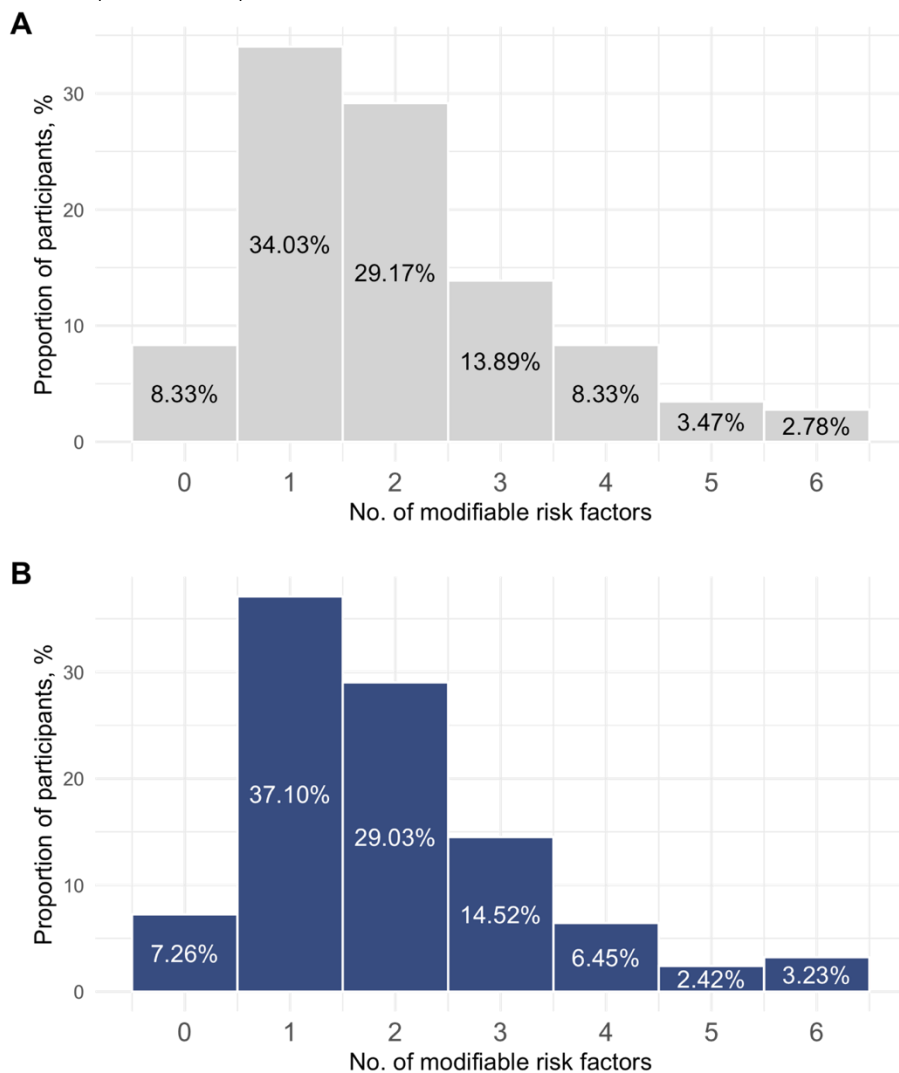 A
Proportion of participants, %
30
20
10
0
34.03%
29.17%
13.89%
8.33%
8.33%
3.47%
2.78%
0 1 2 3 4 5 6
No. of modifiable risk factors
B
Proportion of participants, %
30
20
10
0
37.10%
29.03%
14.52%
7.26%
6.45%
2.42%
3.23%
0 1 2 3 4 5 6
No. of modifiable risk factors